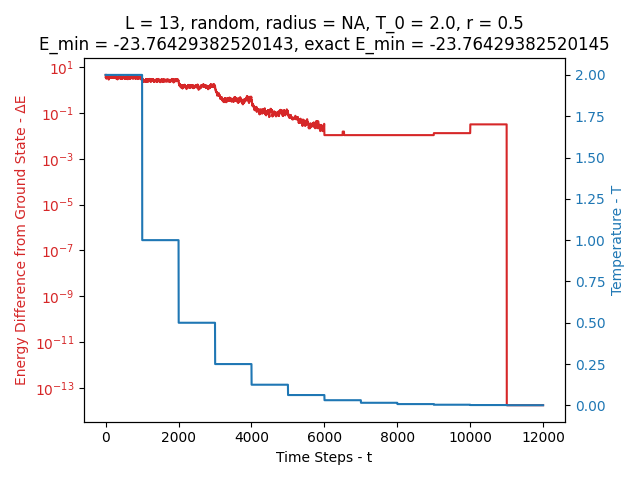 L = 13, random, radius = NA, T_0 = 2.0, r = 0.5
E_min = -23.76429382520143, exact E_min = -23.76429382520145
10¹
10⁻¹
10⁻³
10⁻⁵
10⁻⁷
10⁻⁹
10⁻¹¹
10⁻¹³
Energy Difference from Ground State - ΔE
2.00
1.75
1.50
1.25
1.00
0.75
0.50
0.25
0.00
Temperature - T
0 2000 4000 6000 8000 10000 12000
Time Steps - t